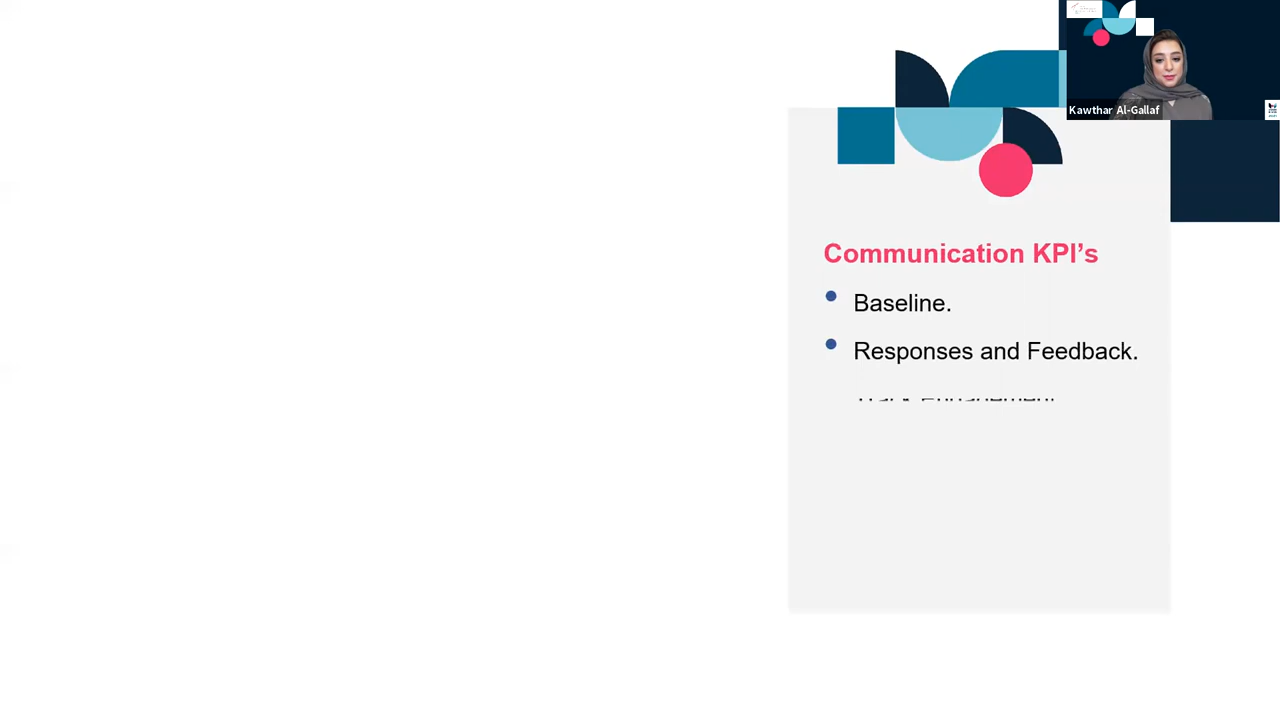 Kawthar Al-Gallaf
Communication KPI's
Baseline.
Responses and Feedback.